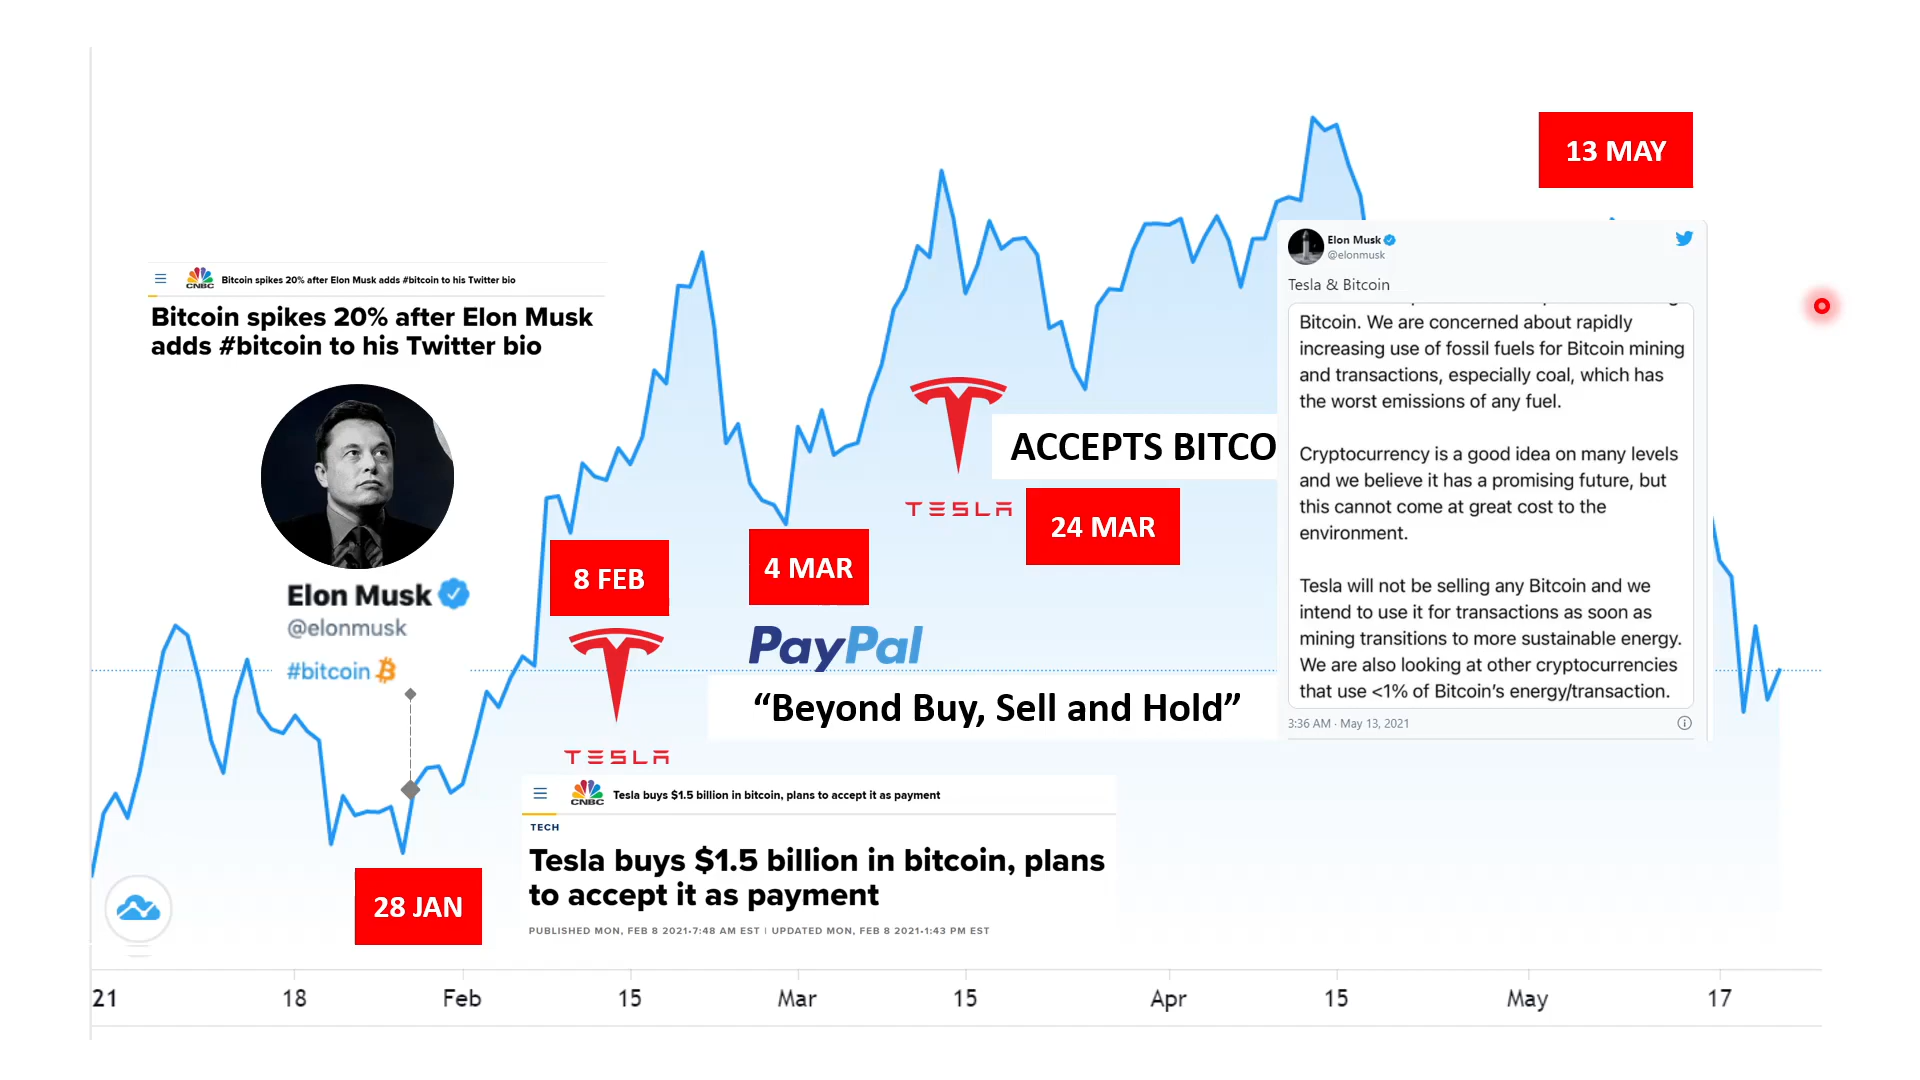 13 MAY
CNBC Bitcoin spikes 20% after Elon Musk adds #bitcoin to his Twitter bio
Bitcoin spikes 20% after Elon Musk
adds #bitcoin to his Twitter bio
Elon Musk
@elonmusk
#bitcoin
28 JAN
8 FEB
TESLA
CNBC Tesla buys $1.5 billion in bitcoin, plans to accept it as payment
TECH
Tesla buys $1.5 billion in bitcoin, plans
to accept it as payment
PUBLISHED MON, FEB 8 2021•7:48 AM EST | UPDATED MON, FEB 8 2021•1:43 PM EST
4 MAR
PayPal
“Beyond Buy, Sell and Hold”
TESLA
ACCEPTS BITCO
24 MAR
Elon Musk
@elonmusk
Tesla & Bitcoin
Bitcoin. We are concerned about rapidly
increasing use of fossil fuels for Bitcoin mining
and transactions, especially coal, which has
the worst emissions of any fuel.
Cryptocurrency is a good idea on many levels
and we believe it has a promising future, but
this cannot come at great cost to the
environment.
Tesla will not be selling any Bitcoin and we
intend to use it for transactions as soon as
mining transitions to more sustainable energy.
We are also looking at other cryptocurrencies
that use <1% of Bitcoin’s energy/transaction.
3:36 AM · May 13, 2021
21 18 Feb 15 Mar 15 Apr 15 May 17